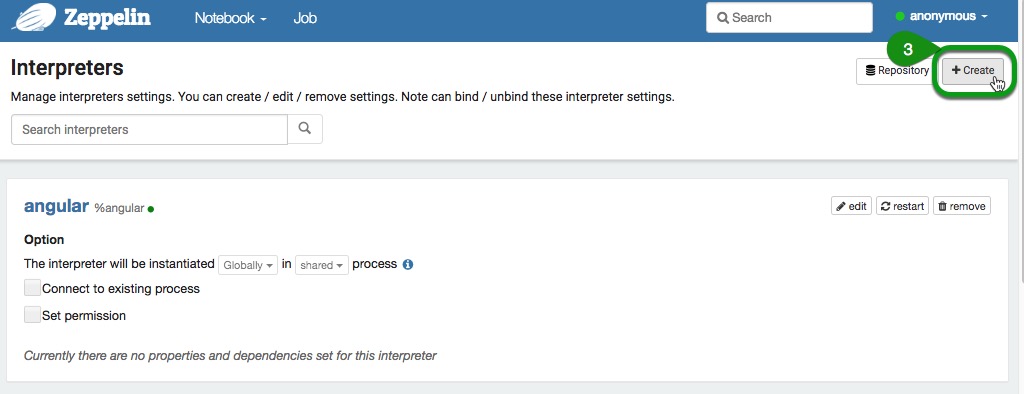 Zeppelin Notebook Job Search anonymous
3
Interpreters Repository + Create
Manage interpreters settings. You can create / edit / remove settings. Note can bind / unbind these interpreter settings.
Search interpreters
angular %angular edit restart remove
Option
The interpreter will be instantiated Globally in shared process
Connect to existing process
Set permission
Currently there are no properties and dependencies set for this interpreter